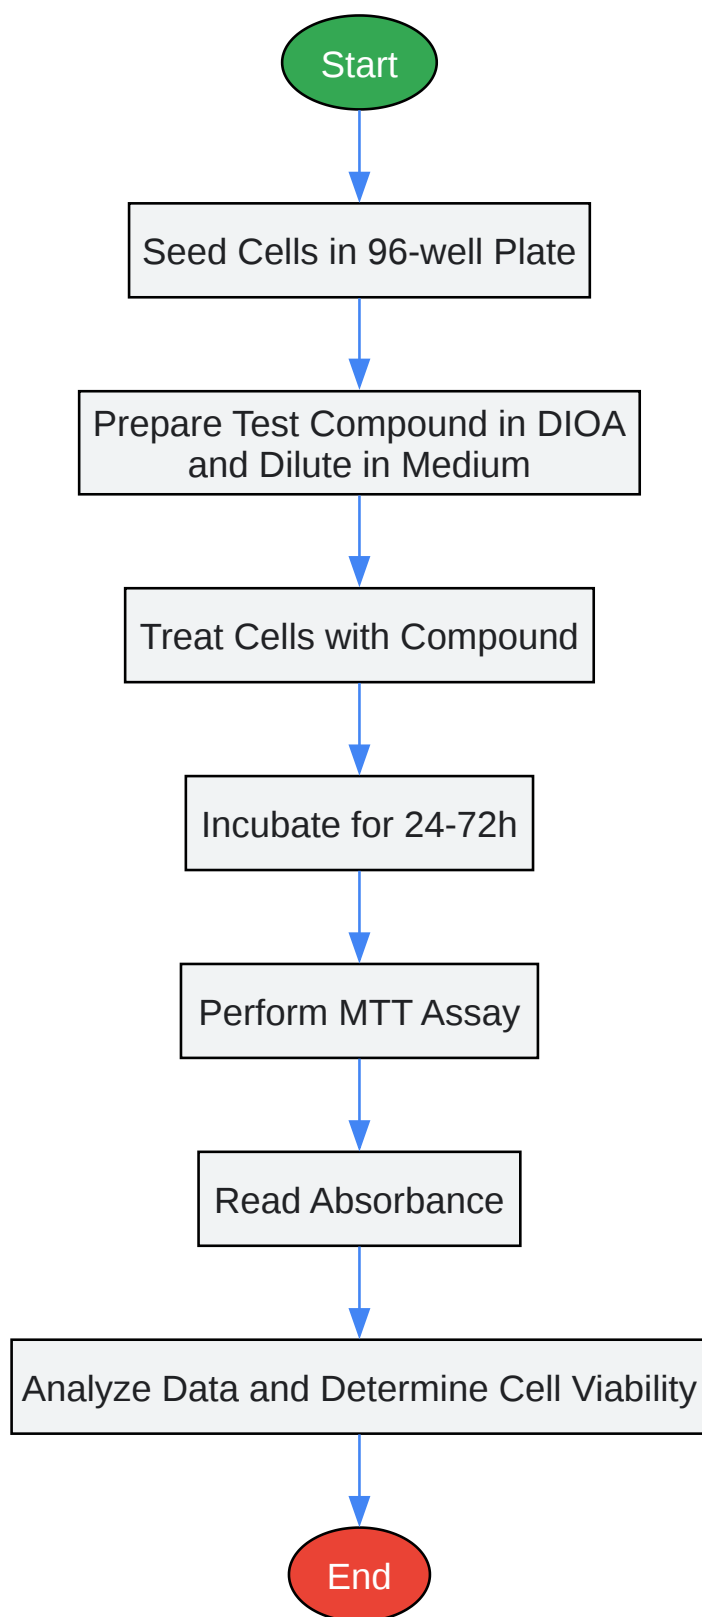 Start
Seed Cells in 96-well Plate
Prepare Test Compound in DIOA
and Dilute in Medium
Treat Cells with Compound
Incubate for 24-72h
Perform MTT Assay
Read Absorbance
Analyze Data and Determine Cell Viability
End